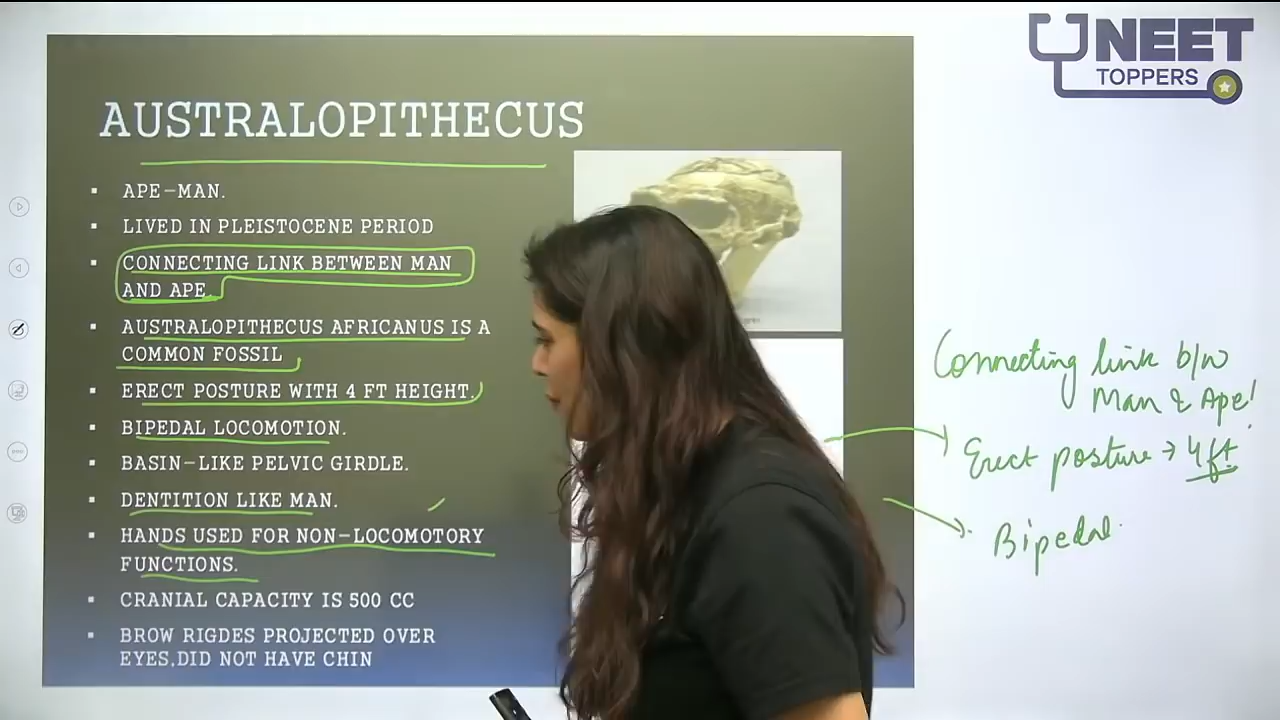 NEET
TOPPERS
AUSTRALOPITHECUS
▪ APE-MAN.
▪ LIVED IN PLEISTOCENE PERIOD
▪ CONNECTING LINK BETWEEN MAN
AND APE.
▪ AUSTRALOPITHECUS AFRICANUS IS A
COMMON FOSSIL
▪ ERECT POSTURE WITH 4 FT HEIGHT.
▪ BIPEDAL LOCOMOTION.
▪ BASIN-LIKE PELVIC GIRDLE.
▪ DENTITION LIKE MAN.
▪ HANDS USED FOR NON-LOCOMOTORY
FUNCTIONS.
▪ CRANIAL CAPACITY IS 500 CC
▪ BROW RIGDES PROJECTED OVER
EYES,DID NOT HAVE CHIN
Connecting link b/w
Man & Ape!
Erect posture → 4ft
Bipedal